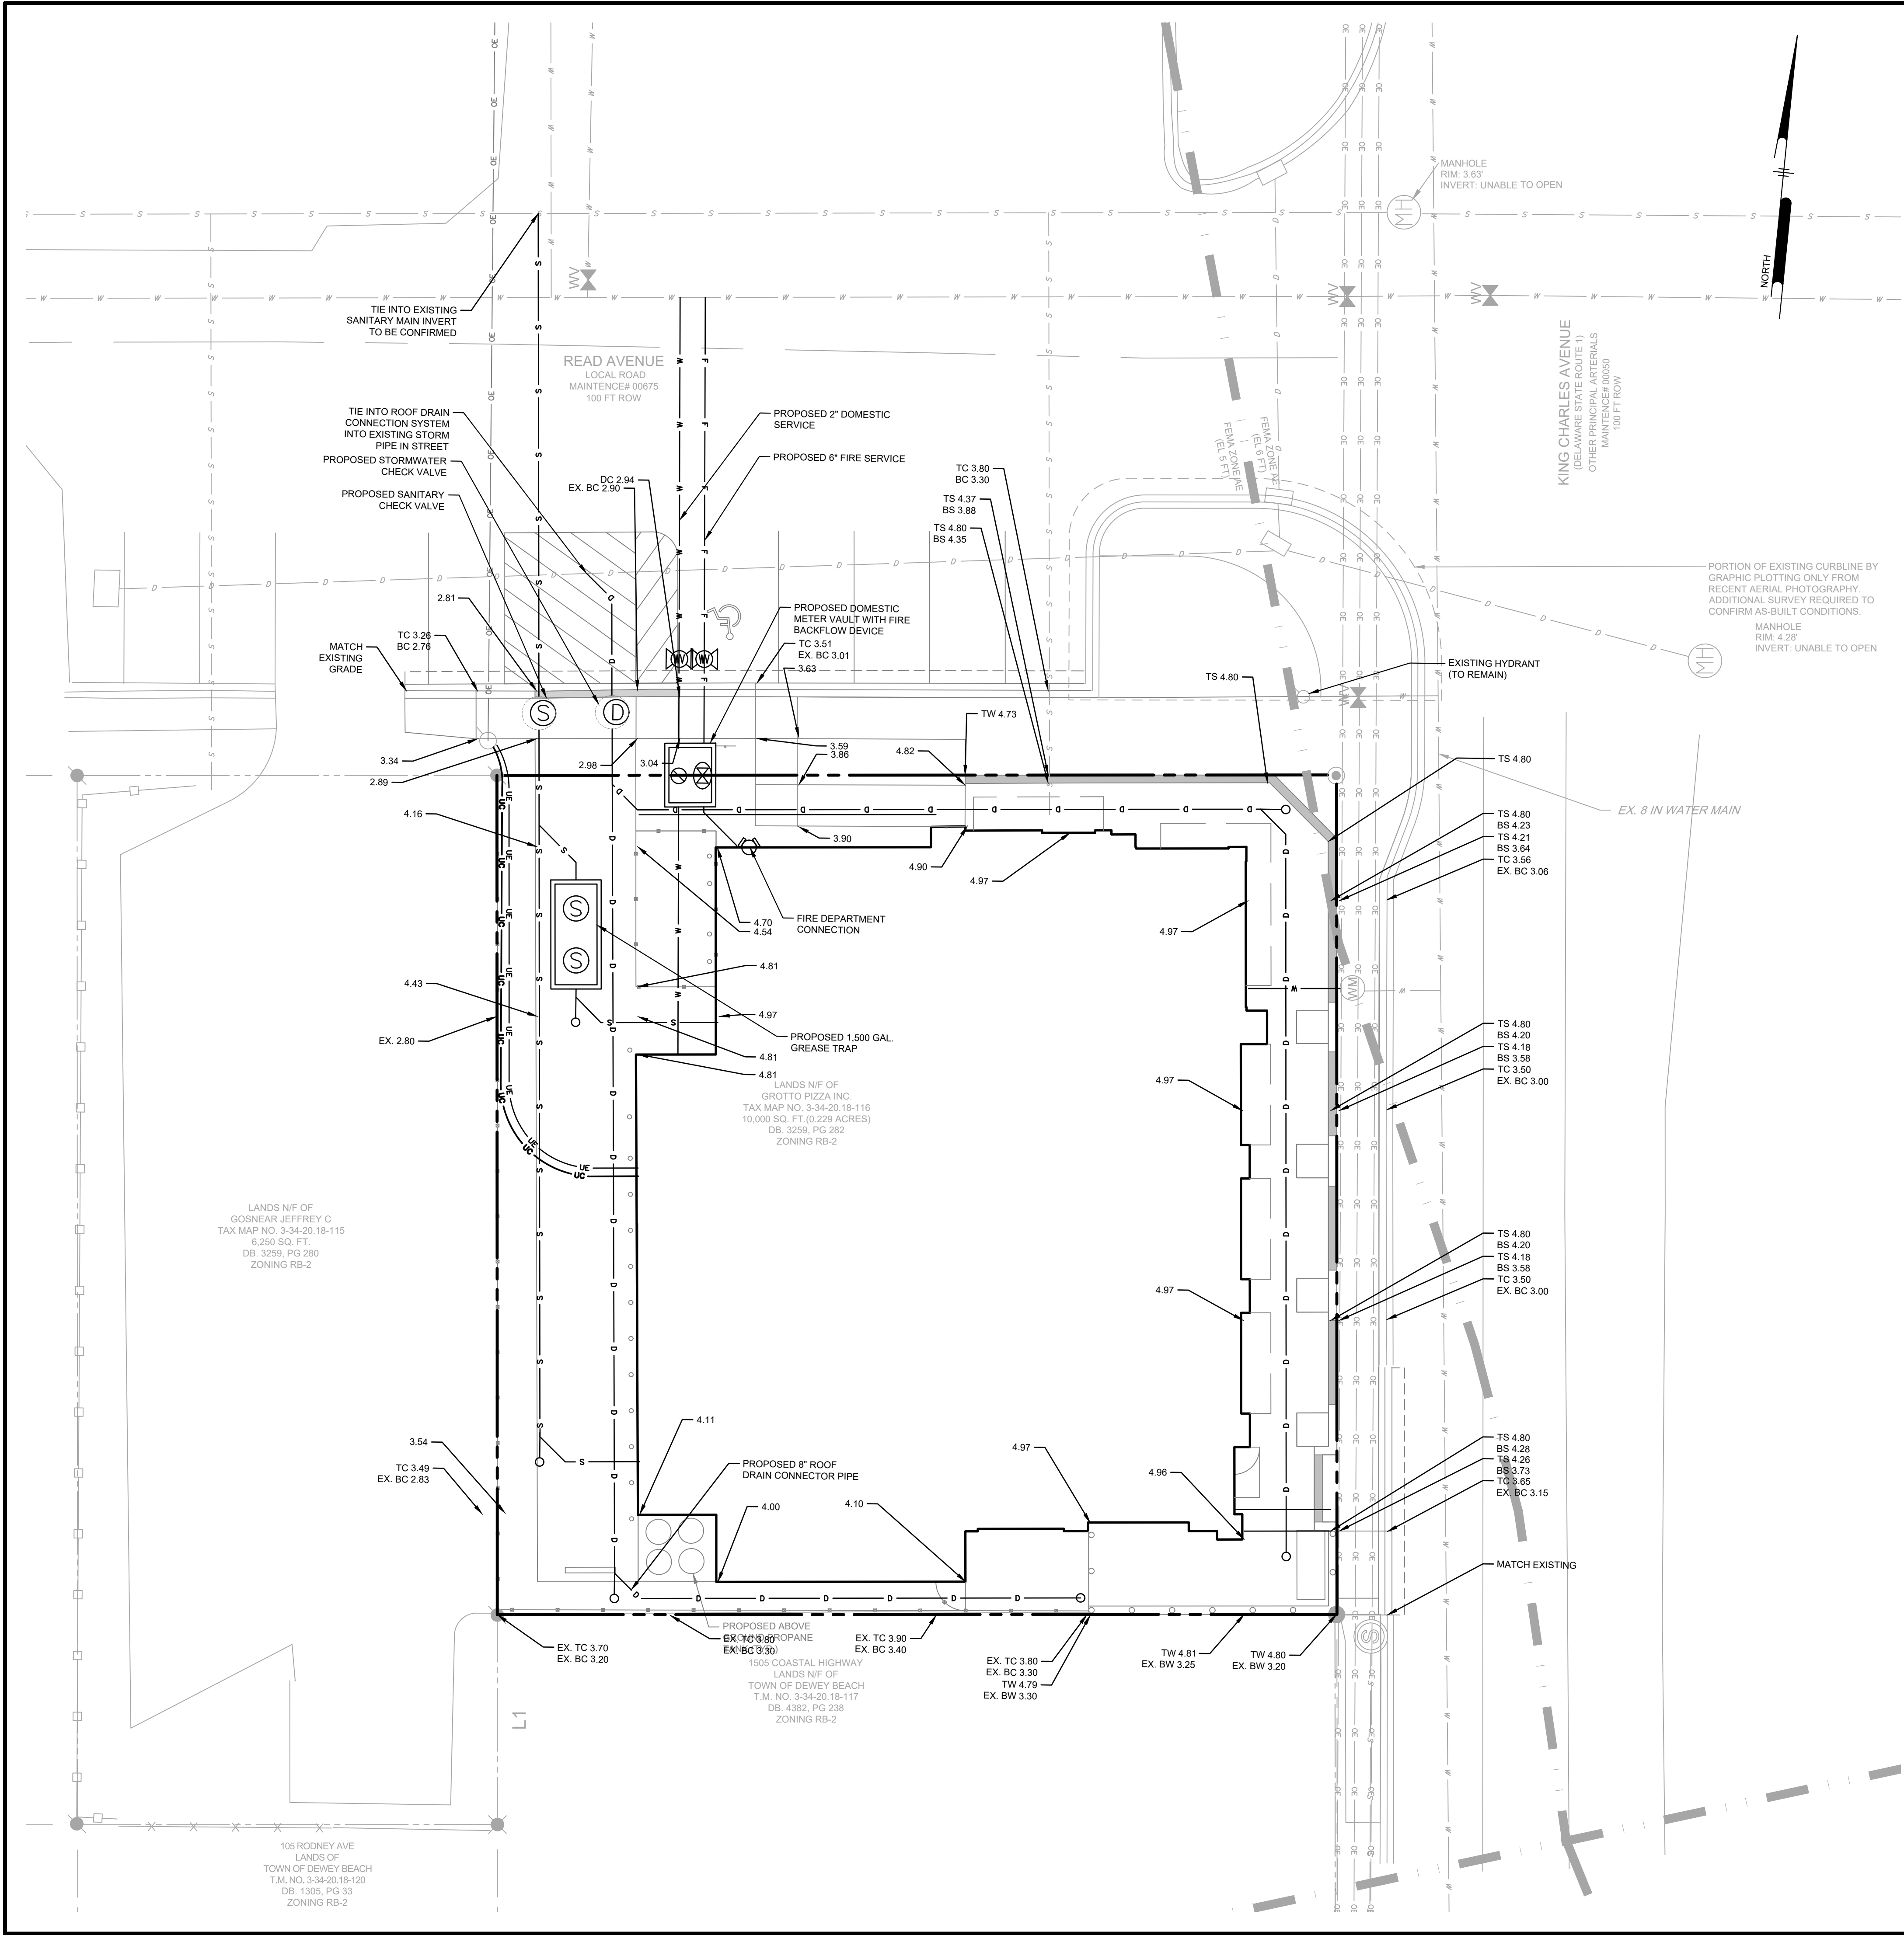 MANHOLE
RIM: 3.63'
INVERT: UNABLE TO OPEN
NORTH
TIE INTO EXISTING
SANITARY MAIN INVERT
TO BE CONFIRMED
READ AVENUE
LOCAL ROAD
MAINTENCE# 00675
100 FT ROW
KING CHARLES AVENUE
(DELAWARE STATE ROUTE 1)
OTHER PRINCIPAL ARTERIALS
MAINTENCE# 00050
100 FT ROW
TIE INTO ROOF DRAIN
CONNECTION SYSTEM
INTO EXISTING STORM
PIPE IN STREET
PROPOSED STORMWATER
CHECK VALVE
PROPOSED SANITARY
CHECK VALVE
PROPOSED 2" DOMESTIC
SERVICE
PROPOSED 6" FIRE SERVICE
DC 2.94
EX. BC 2.90
TC 3.80
BC 3.30
TS 4.37
BS 3.88
TS 4.80
BS 4.35
FEMA ZONE AE
(EL 5 FT)
FEMA ZONE AE
(EL 6 FT)
PORTION OF EXISTING CURBLINE BY
GRAPHIC PLOTTING ONLY FROM
RECENT AERIAL PHOTOGRAPHY.
ADDITIONAL SURVEY REQUIRED TO
CONFIRM AS-BUILT CONDITIONS.
MANHOLE
RIM: 4.28'
INVERT: UNABLE TO OPEN
2.81
TC 3.26
BC 2.76
MATCH
EXISTING
GRADE
PROPOSED DOMESTIC
METER VAULT WITH FIRE
BACKFLOW DEVICE
TC 3.51
EX. BC 3.01
3.63
EXISTING HYDRANT
(TO REMAIN)
TS 4.80
TW 4.73
3.34
2.89
2.98
3.04
3.59
3.86
4.82
TS 4.80
EX. 8 IN WATER MAIN
4.16
3.90
4.90
4.97
TS 4.80
BS 4.23
TS 4.21
BS 3.64
TC 3.56
EX. BC 3.06
4.70
4.54
FIRE DEPARTMENT
CONNECTION
4.97
4.81
4.43
4.97
EX. 2.80
PROPOSED 1,500 GAL.
GREASE TRAP
4.81
4.81
TS 4.80
BS 4.20
TS 4.18
BS 3.58
TC 3.50
EX. BC 3.00
4.97
LANDS N/F OF
GROTTO PIZZA INC.
TAX MAP NO. 3-34-20.18-116
10,000 SQ. FT.(0.229 ACRES)
DB. 3259, PG 282
ZONING RB-2
LANDS N/F OF
GOSNEAR JEFFREY C
TAX MAP NO. 3-34-20.18-115
6,250 SQ. FT.
DB. 3259, PG 280
ZONING RB-2
TS 4.80
BS 4.20
TS 4.18
BS 3.58
TC 3.50
EX. BC 3.00
4.97
4.11
3.54
TC 3.49
EX. BC 2.83
PROPOSED 8" ROOF
DRAIN CONNECTOR PIPE
4.97
4.96
TS 4.80
BS 4.28
TS 4.26
BS 3.73
TC 3.65
EX. BC 3.15
4.00
4.10
MATCH EXISTING
EX. TC 3.70
EX. BC 3.20
PROPOSED ABOVE
GROUND PROPANE
EX. TC 3.80
EX. BC 3.30
EX. TC 3.90
EX. BC 3.40
EX. TC 3.80
EX. BC 3.30
TW 4.79
EX. BW 3.30
TW 4.81
EX. BW 3.25
TW 4.80
EX. BW 3.20
1505 COASTAL HIGHWAY
LANDS N/F OF
TOWN OF DEWEY BEACH
T.M. NO. 3-34-20.18-117
DB. 4382, PG 238
ZONING RB-2
L1
105 RODNEY AVE
LANDS OF
TOWN OF DEWEY BEACH
T.M. NO. 3-34-20.18-120
DB. 1305, PG 33
ZONING RB-2